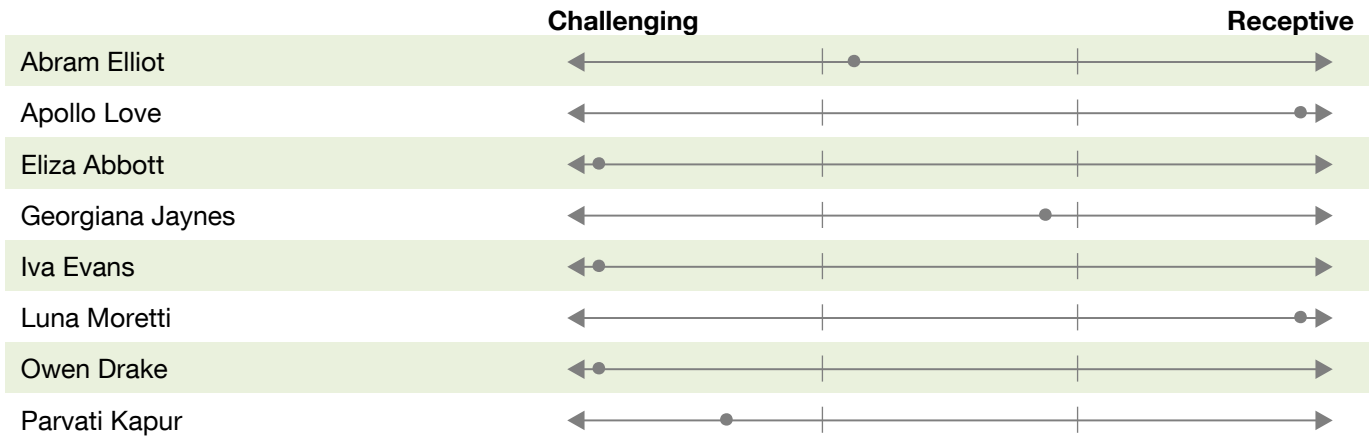 Challenging Receptive
Abram Elliot
Apollo Love
Eliza Abbott
Georgiana Jaynes
Iva Evans
Luna Moretti
Owen Drake
Parvati Kapur